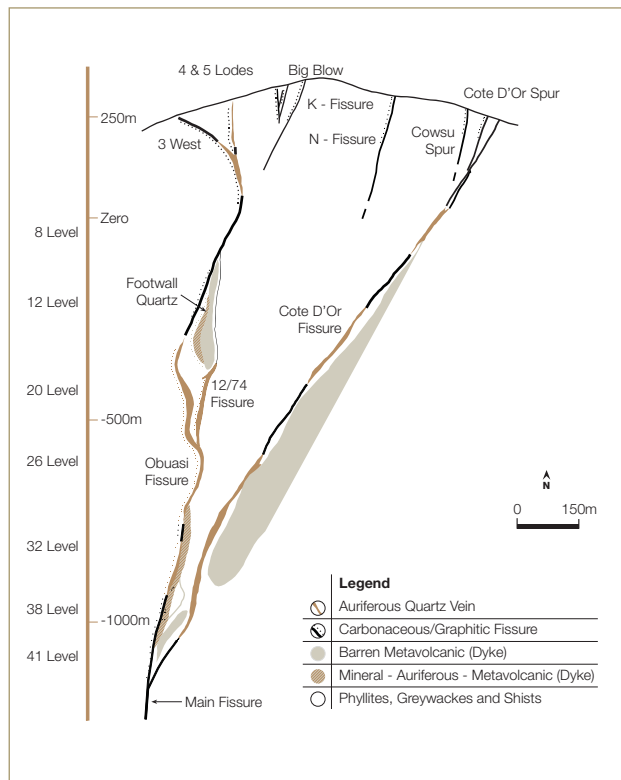 4 & 5 Lodes
Big Blow
Cote D'Or Spur
250m
K - Fissure
3 West
N - Fissure
Cowsu
Spur
Zero
8 Level
Footwall
Quartz
12 Level
Cote D'Or
Fissure
20 Level
12/74
Fissure
-500m
26 Level
Obuasi
Fissure
N
0
150m
32 Level
38 Level
-1000m
41 Level
Main Fissure
Legend
Auriferous Quartz Vein
Carbonaceous/Graphitic Fissure
Barren Metavolcanic (Dyke)
Mineral - Auriferous - Metavolcanic (Dyke)
Phyllites, Greywackes and Shists